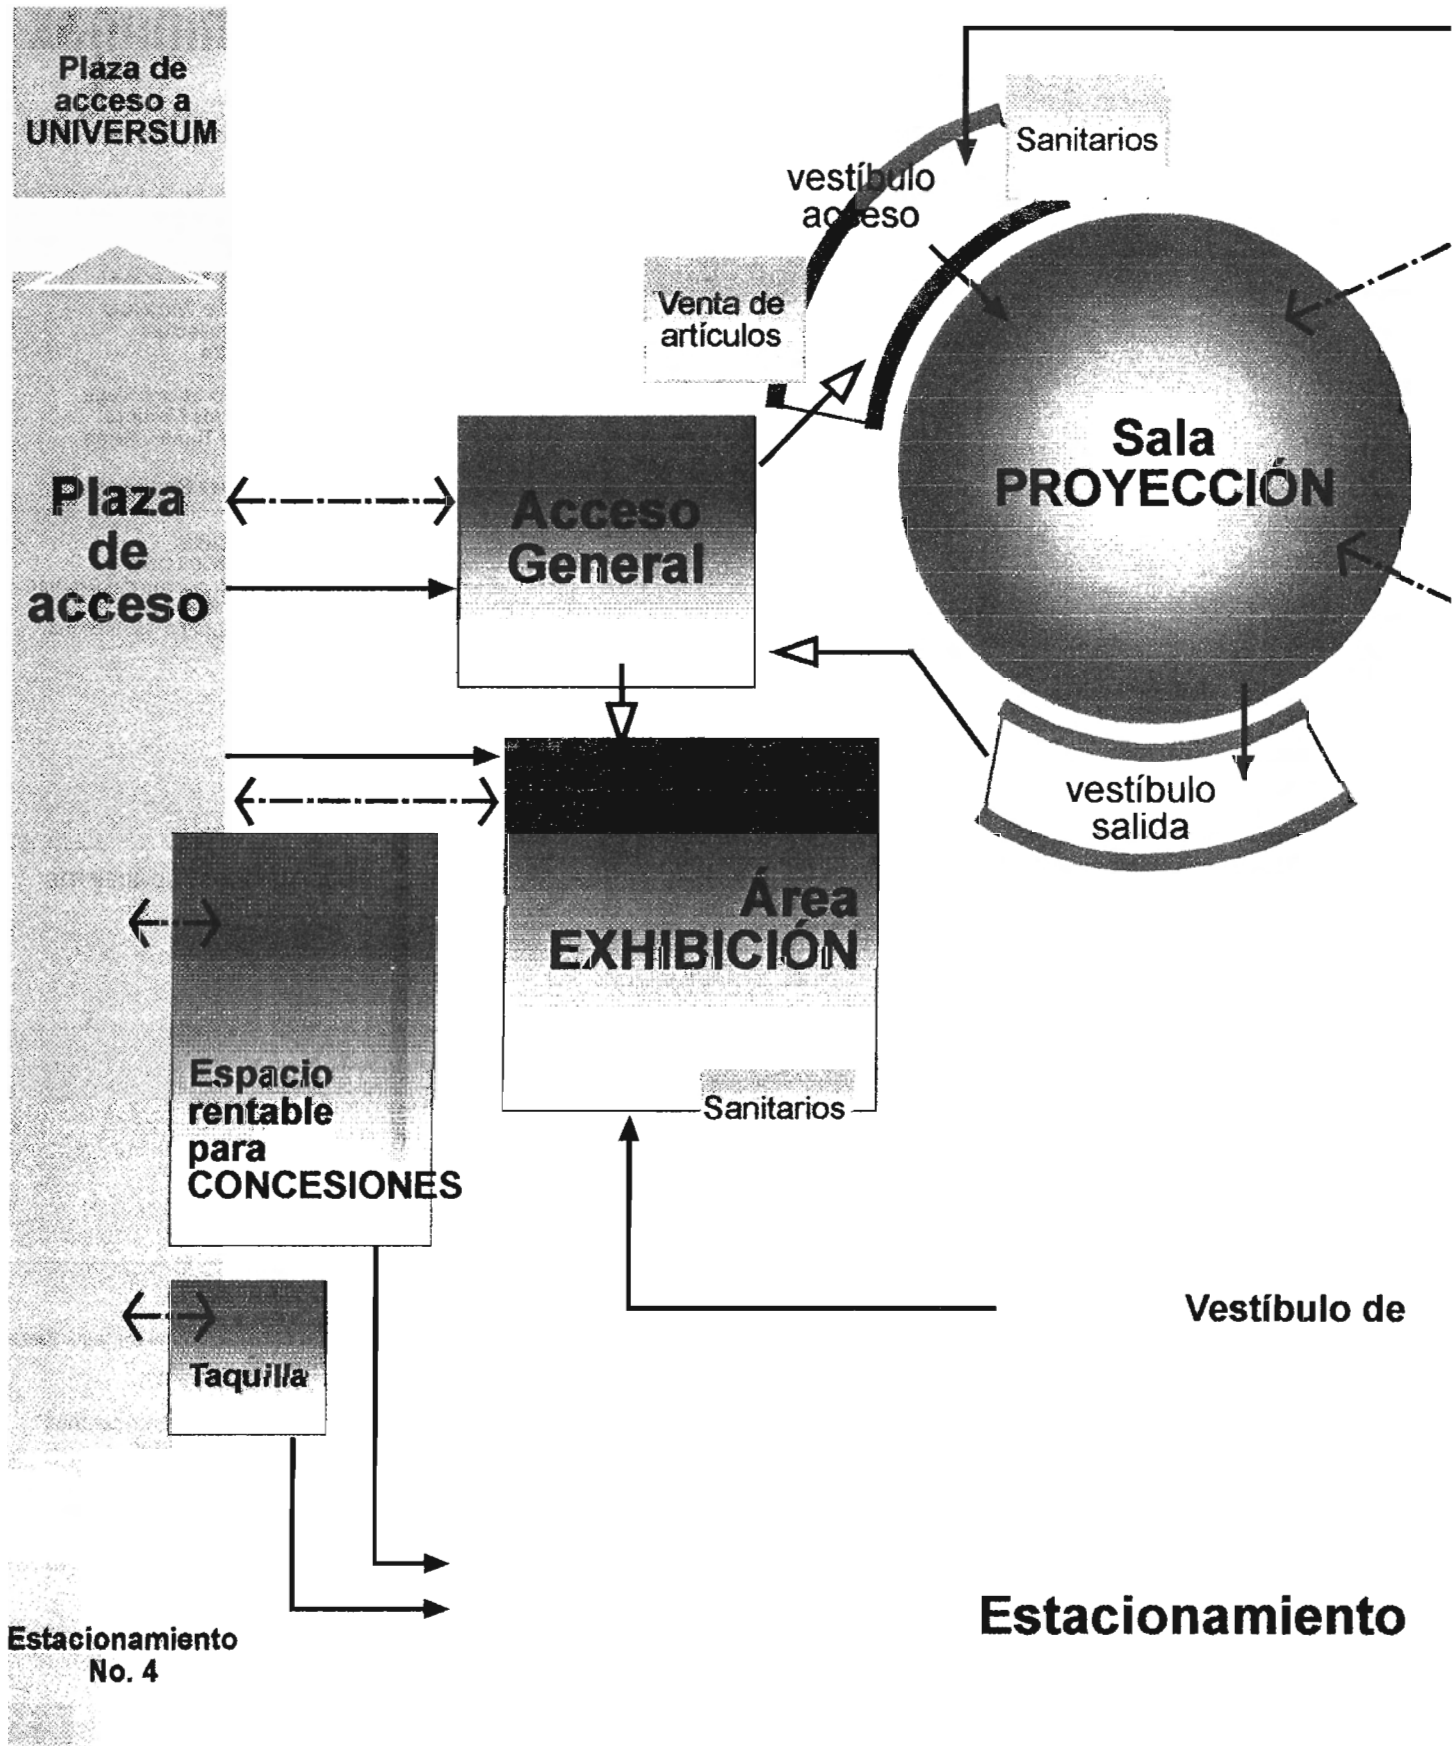 Plaza de
acceso a
UNIVERSUM
Sanitarios
vestíbulo
acceso
Venta de
artículos
Sala
PROYECCIÓN
Plaza
de
acceso
Acceso
General
vestíbulo
salida
Área
EXHIBICIÓN
Sanitarios
Espacio
rentable
para
CONCESIONES
Vestíbulo de
Taquilla
Estacionamiento
Estacionamiento
No. 4